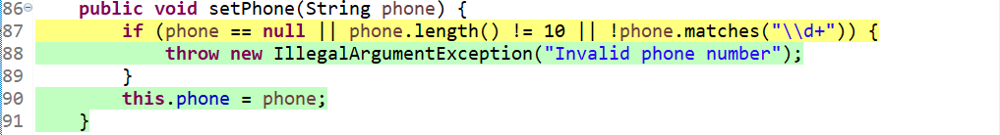 86 public void setPhone(String phone) {
87 if (phone == null || phone.length() != 10 || !phone.matches("\\d+")) {
88 throw new IllegalArgumentException("Invalid phone number");
89 }
90 this.phone = phone;
91 }